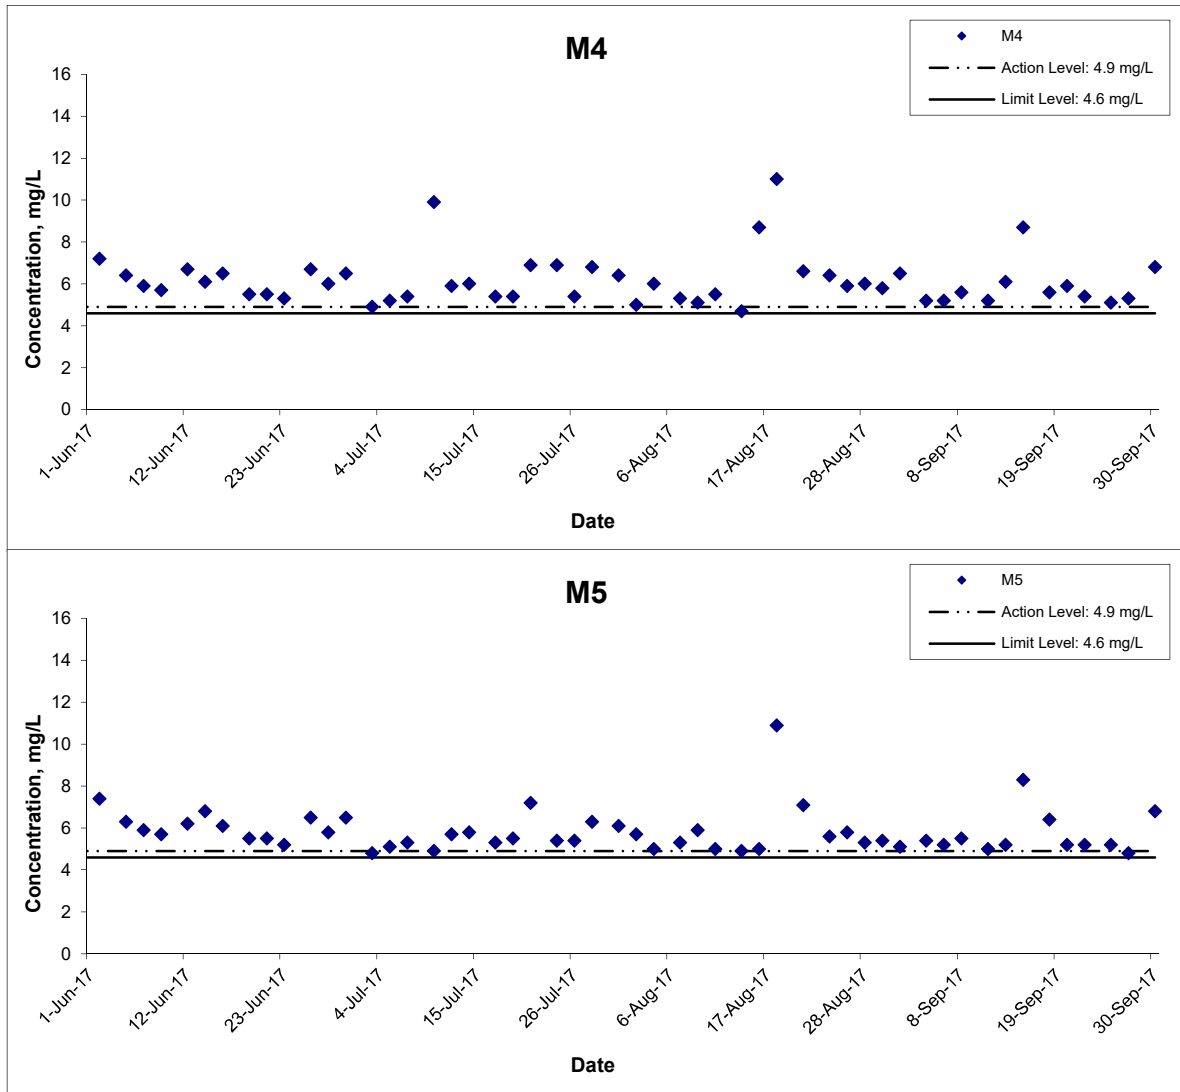 M4
M4
Action Level: 4.9 mg/L
Limit Level: 4.6 mg/L
Concentration, mg/L
16
14
12
10
8
6
4
2
0
1-Jun-17
12-Jun-17
23-Jun-17
4-Jul-17
15-Jul-17
26-Jul-17
6-Aug-17
17-Aug-17
28-Aug-17
8-Sep-17
19-Sep-17
30-Sep-17
Date
M5
M5
Action Level: 4.9 mg/L
Limit Level: 4.6 mg/L
Concentration, mg/L
16
14
12
10
8
6
4
2
0
1-Jun-17
12-Jun-17
23-Jun-17
4-Jul-17
15-Jul-17
26-Jul-17
6-Aug-17
17-Aug-17
28-Aug-17
8-Sep-17
19-Sep-17
30-Sep-17
Date